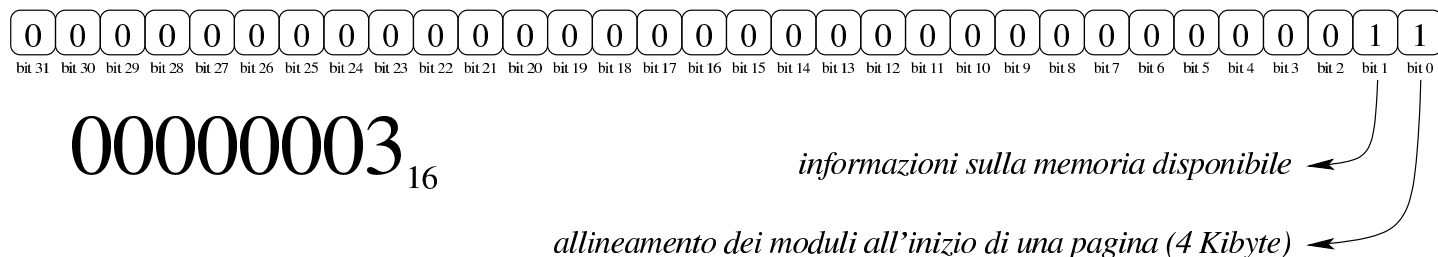 0 0 0 0 0 0 0 0 0 0 0 0 0 0 0 0 0 0 0 0 0 0 0 0 0 0 0 0 0 0 1 1
bit 31 bit 30 bit 29 bit 28 bit 27 bit 26 bit 25 bit 24 bit 23 bit 22 bit 21 bit 20 bit 19 bit 18 bit 17 bit 16 bit 15 bit 14 bit 13 bit 12 bit 11 bit 10 bit 9 bit 8 bit 7 bit 6 bit 5 bit 4 bit 3 bit 2 bit 1 bit 0
00000003₁₆
informazioni sulla memoria disponibile
allineamento dei moduli all’inizio di una pagina (4 Kibyte)